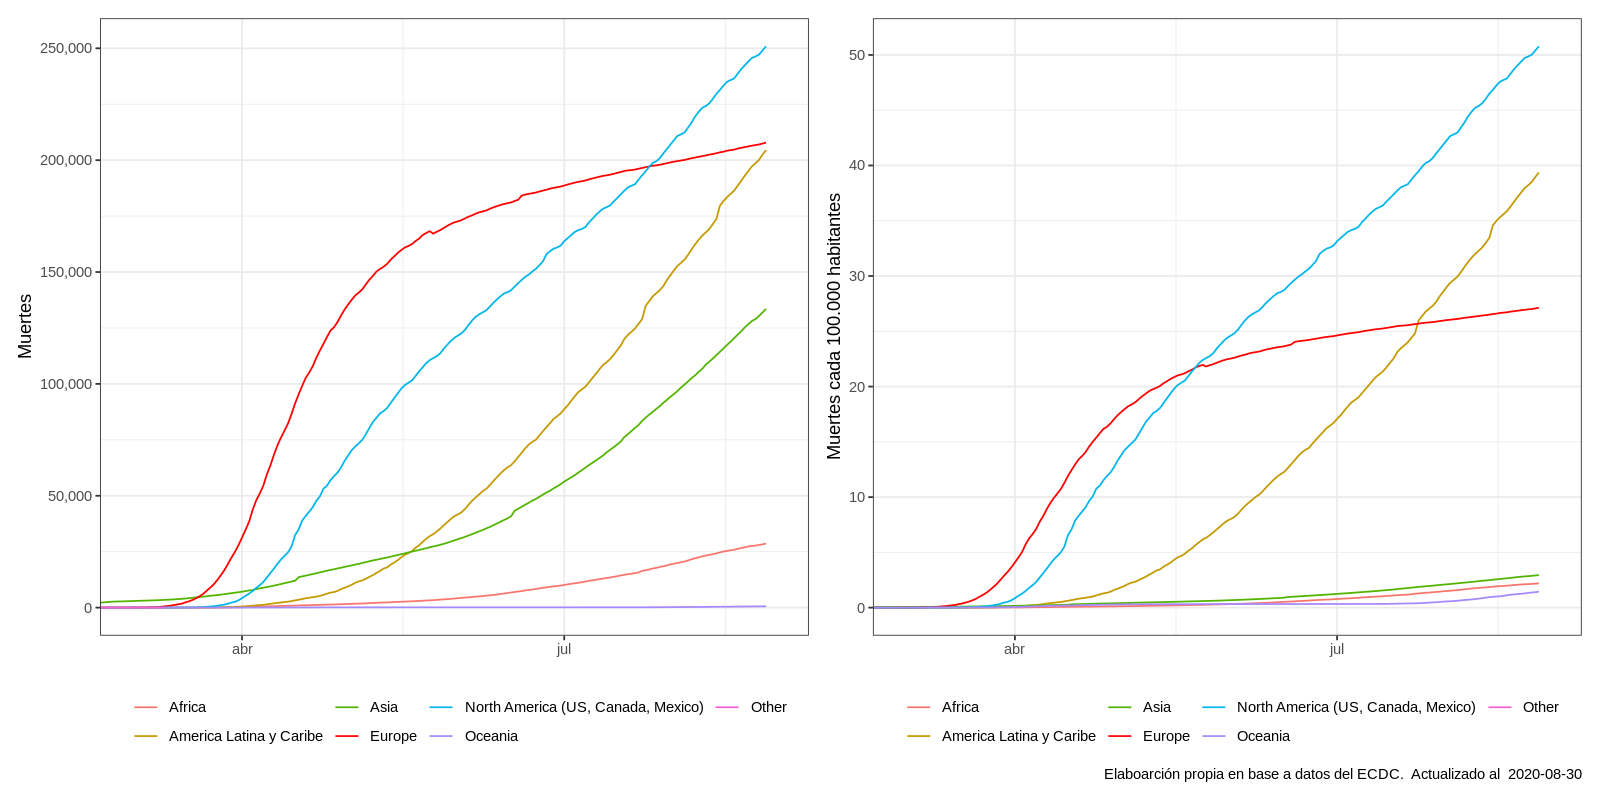 250,000
200,000
150,000
100,000
50,000
0
Muertes
abr
jul
50
40
30
20
10
0
Muertes cada 100.000 habitantes
abr
jul
Africa Asia North America (US, Canada, Mexico) Other
America Latina y Caribe Europe Oceania
Africa Asia North America (US, Canada, Mexico) Other
America Latina y Caribe Europe Oceania
Elaboarción propia en base a datos del ECDC. Actualizado al 2020-08-30